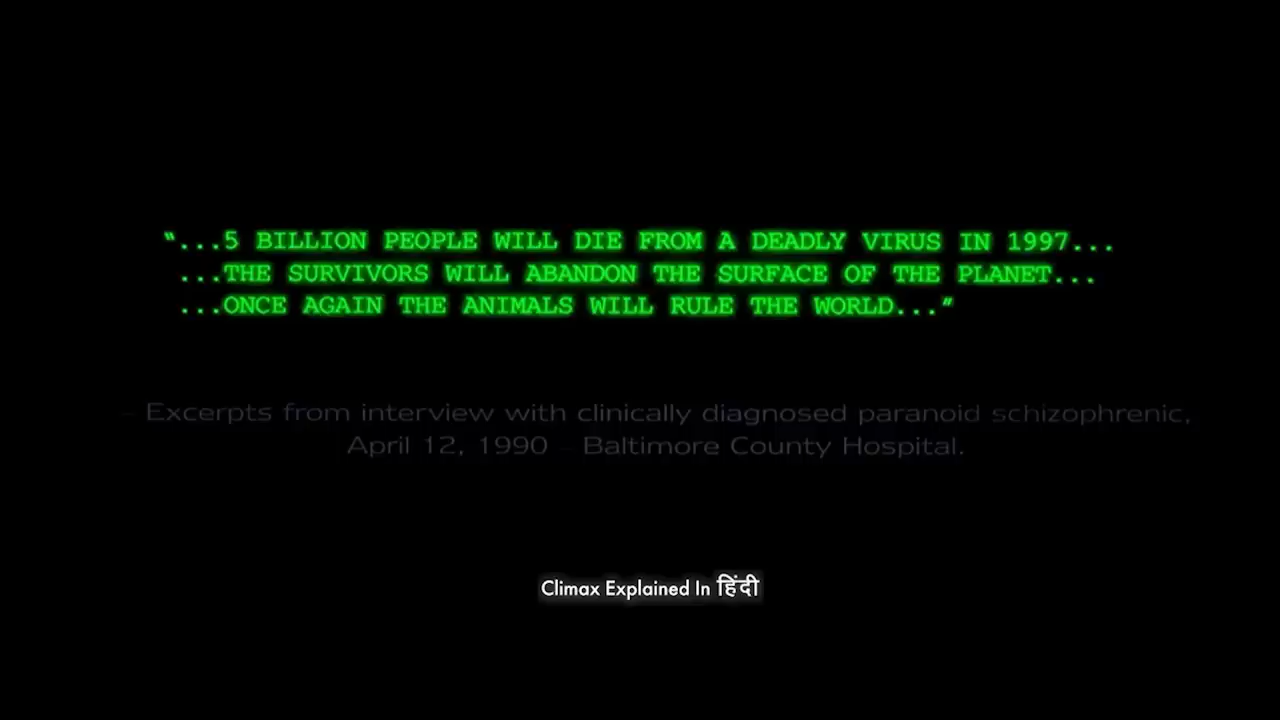 “...5 BILLION PEOPLE WILL DIE FROM A DEADLY VIRUS IN 1997...
...THE SURVIVORS WILL ABANDON THE SURFACE OF THE PLANET...
...ONCE AGAIN THE ANIMALS WILL RULE THE WORLD...”
– Excerpts from interview with clinically diagnosed paranoid schizophrenic,
April 12, 1990 – Baltimore County Hospital.
Climax Explained In हिंदी